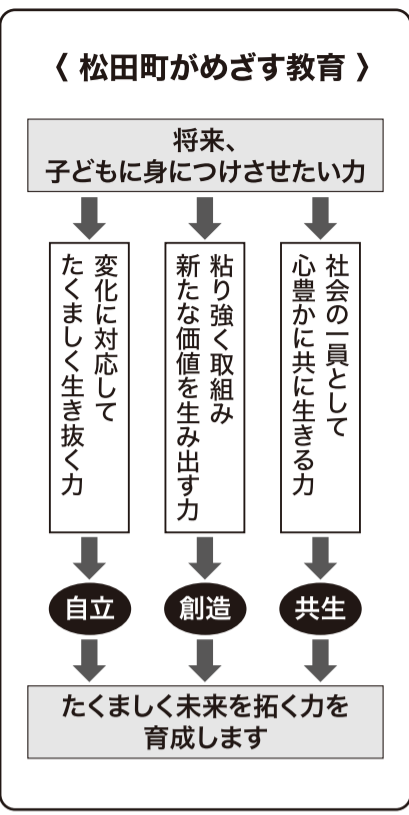 〈 松田町がめざす教育 〉
将来、
子どもに身につけさせたい力
変化に対応して
たくましく生き抜く力
粘り強く取組み
新たな価値を生み出す力
社会の一員として
心豊かに共に生きる力
自立
創造
共生
たくましく未来を拓く力を
育成します